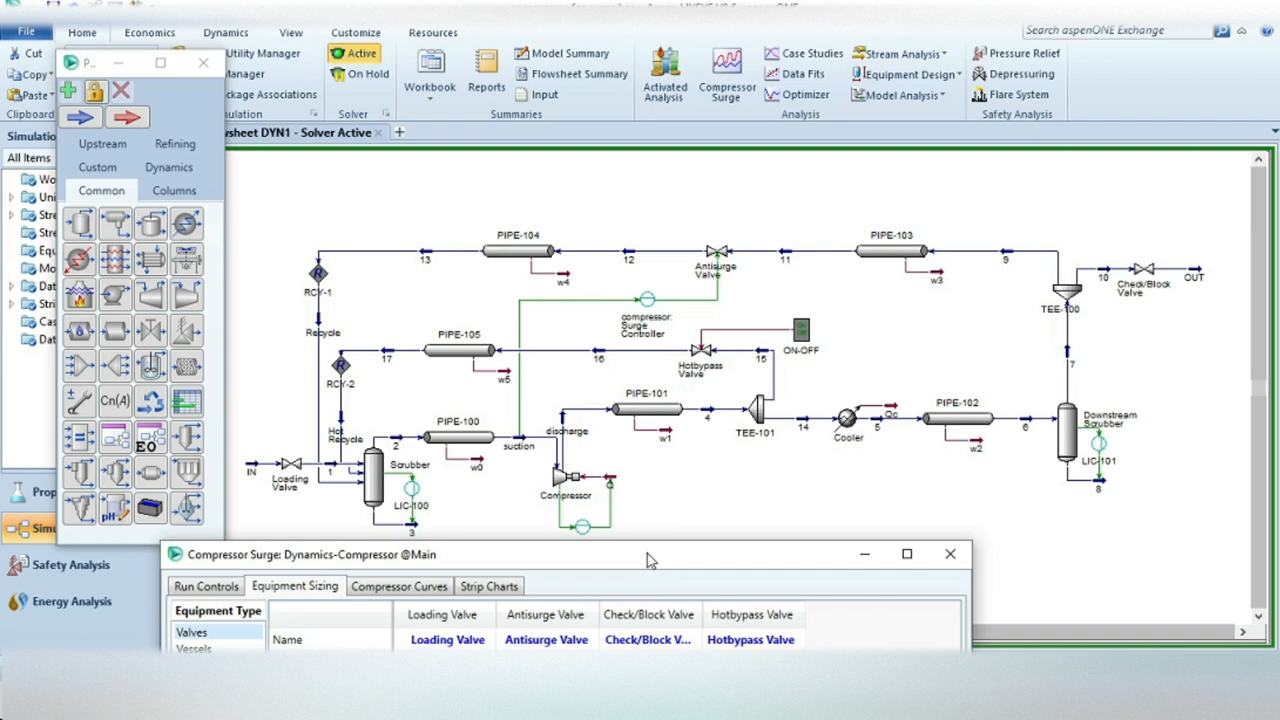 File Home Economics Dynamics View Customize Resources Search aspenONE Exchange
Cut
Copy
Paste
Clipboard
P..
Utility Manager
Active
On Hold
Solver
Workbook
Reports
Model Summary
Flowsheet Summary
Input
Summaries
Activated
Analysis
Compressor
Surge
Case Studies
Data Fits
Optimizer
Stream Analysis
Equipment Design
Model Analysis
Analysis
Pressure Relief
Depressuring
Flare System
Safety Analysis
DYN1 - Solver Active
All Items
Upstream Refining
Custom Dynamics
Common Columns
Cn(A)
EO
pH
Safety Analysis
Energy Analysis
PIPE-104
13
12
w4
Antisurge
Valve
11
PIPE-103
w3
9
10
Check/Block
Valve
OUT
TEE-100
RCY-1
Recycle
compressor:
Surge
Controller
ON-OFF
PIPE-105
17
16
w5
Hotbypass
Valve
15
RCY-2
Hot
Recycle
PIPE-101
4
w1
discharge
TEE-101
14
Cooler
Qc
5
PIPE-102
w2
6
7
Downstream
Scrubber
LIC-101
8
PIPE-100
2
w0
suction
IN
Loading
Valve
1
Scrubber
LIC-100
3
Compressor
Q
Compressor Surge: Dynamics-Compressor @Main
Run Controls Equipment Sizing Compressor Curves Strip Charts
Equipment Type Loading Valve Antisurge Valve Check/Block Valve Hotbypass Valve
Valves Name Loading Valve Antisurge Valve Check/Block V... Hotbypass Valve
Vessels